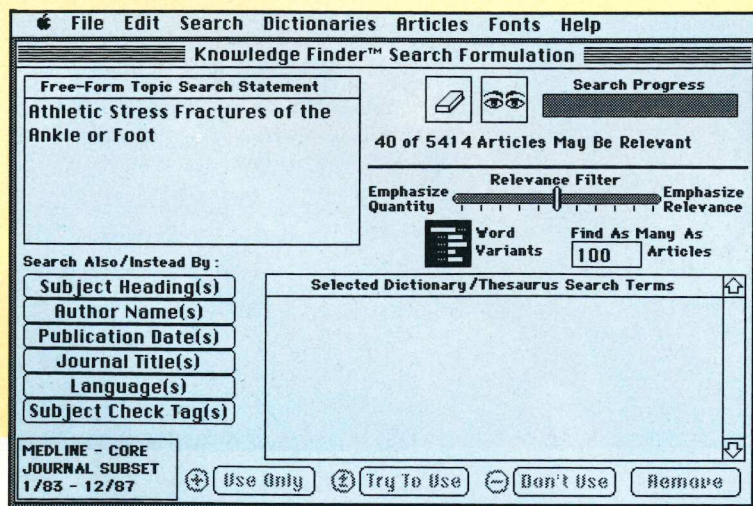 File Edit Search Dictionaries Articles Fonts Help
Knowledge Finder™ Search Formulation
Free-Form Topic Search Statement
Athletic Stress Fractures of the
Ankle or Foot
Search Progress
40 of 5414 Articles May Be Relevant
Relevance Filter
Emphasize
Quantity
Emphasize
Relevance
Word
Variants
Find As Many As
100 Articles
Search Also/Instead By:
Subject Heading(s)
Author Name(s)
Publication Date(s)
Journal Title(s)
Language(s)
Subject Check Tag(s)
Selected Dictionary/Thesaurus Search Terms
MEDLINE - CORE
JOURNAL SUBSET
1/83 - 12/87
+ Use Only
± Try To Use
− Don't Use
Remove